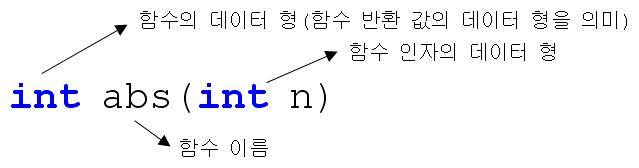 함수의 데이터 형(함수 반환 값의 데이터 형을 의미)
함수 인자의 데이터 형
int abs(int n)
함수 이름